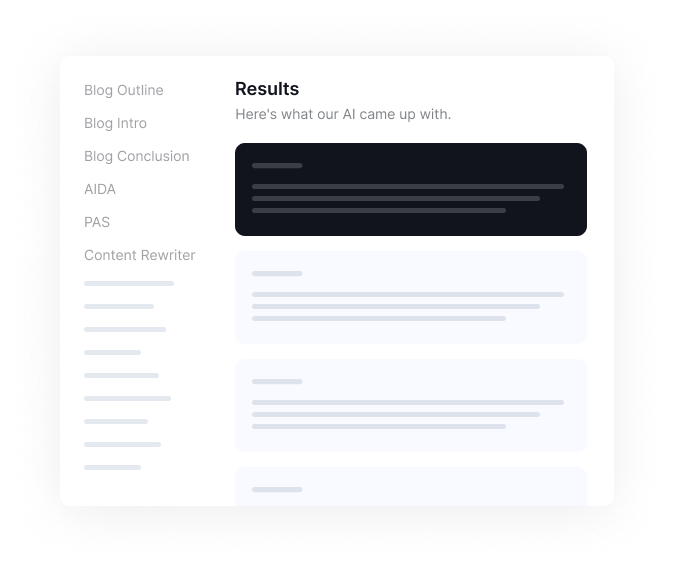 Blog Outline
Blog Intro
Blog Conclusion
AIDA
PAS
Content Rewriter
Results
Here's what our AI came up with.